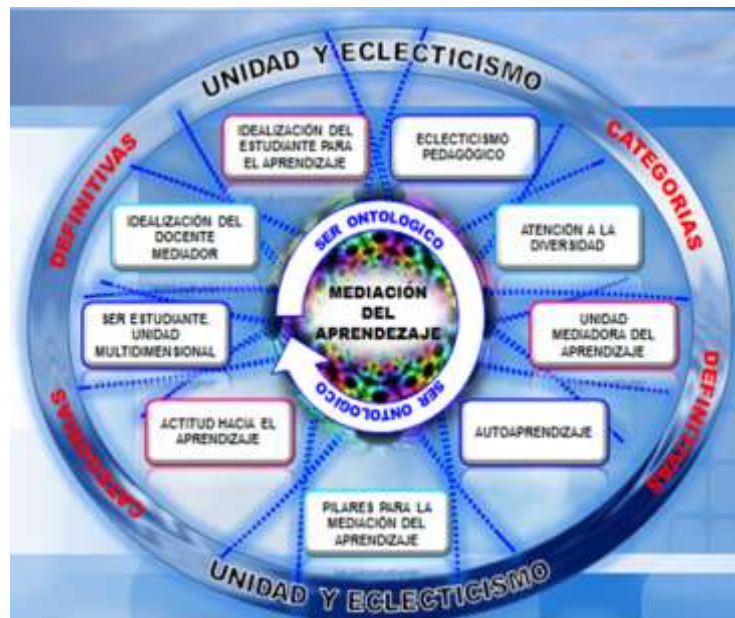 UNIDAD Y ECLECTICISMO
DEFINITIVAS
CATEGORIAS
IDEALIZACIÓN DEL
ESTUDIANTE PARA
EL APRENDIZAJE
ECLECTICISMO
PEDAGÓGICO
IDEALIZACIÓN DEL
DOCENTE
MEDIADOR
ATENCIÓN A LA
DIVERSIDAD
SER ONTOLOGICO
MEDIACIÓN
DEL
APRENDEZAJE
SER ONTOLOGICO
SER ESTUDIANTE,
UNIDAD
MULTIDIMENSIONAL
UNIDAD
MEDIADORA DEL
APRENDIZAJE
ACTITUD HACIA EL
APRENDIZAJE
AUTOAPRENDIZAJE
PILARES PARA LA
MEDIACIÓN DEL
APRENDIZAJE
CATEGORIAS
DEFINITIVAS
UNIDAD Y ECLECTICISMO